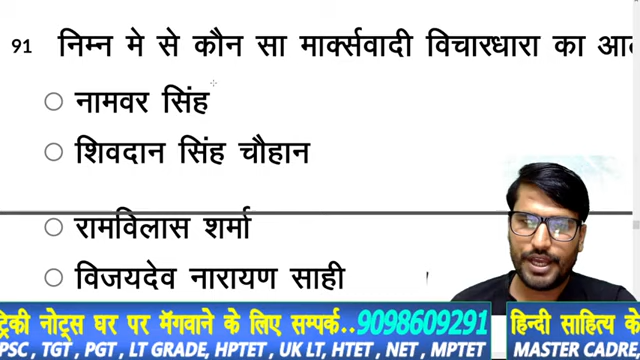 91 निम्न मे से कौन सा मार्क्सवादी विचारधारा का
नामवर सिंह
शिवदान सिंह चौहान
रामविलास शर्मा
विजयदेव नारायण साही
नोट्स घर पर मॅगवाने के लिए सम्पर्क..9098609291 हिन्दी साहित्य के
PSC, TGT , PGT , LT GRADE, HPTET , UK LT, HTET , NET , MPTET MASTER CADRE